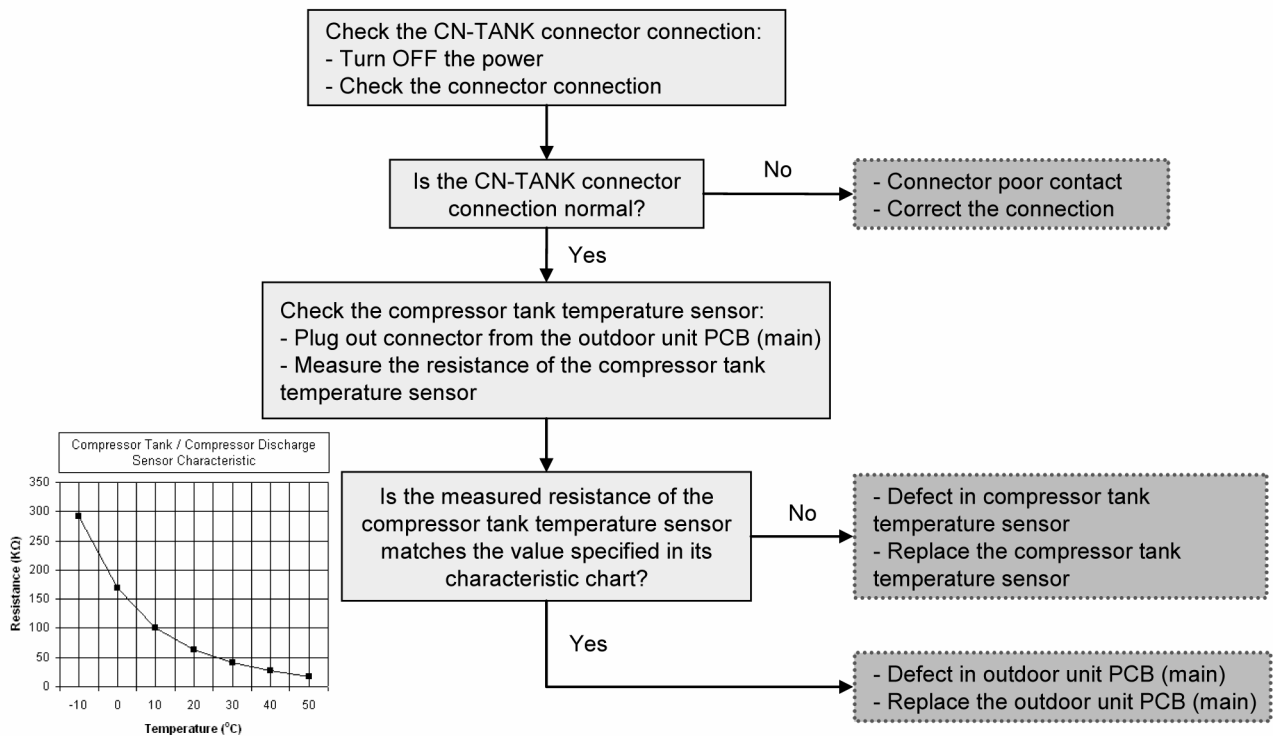 Check the CN-TANK connector connection:
- Turn OFF the power
- Check the connector connection
Is the CN-TANK connector
connection normal?
No
- Connector poor contact
- Correct the connection
Yes
Check the compressor tank temperature sensor:
- Plug out connector from the outdoor unit PCB (main)
- Measure the resistance of the compressor tank
temperature sensor
Compressor Tank / Compressor Discharge
Sensor Characteristic
Resistance (KΩ)
350
300
250
200
150
100
50
0
-10 0 10 20 30 40 50
Temperature (°C)
Is the measured resistance of the
compressor tank temperature sensor
matches the value specified in its
characteristic chart?
No
- Defect in compressor tank
temperature sensor
- Replace the compressor tank
temperature sensor
Yes
- Defect in outdoor unit PCB (main)
- Replace the outdoor unit PCB (main)